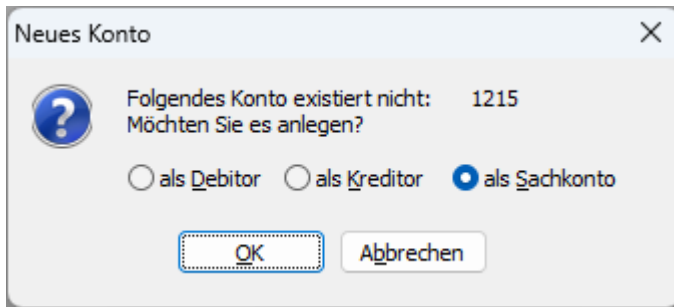 Neues Konto
Folgendes Konto existiert nicht: 1215
Möchten Sie es anlegen?
als Debitor als Kreditor als Sachkonto
OK Abbrechen